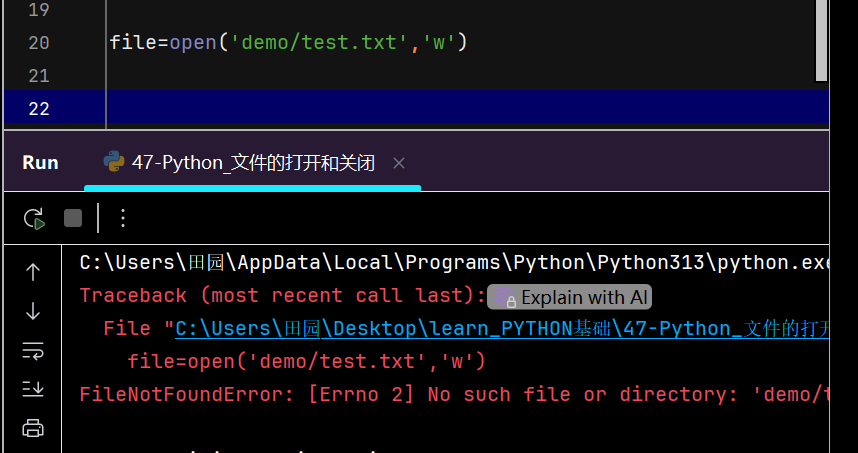 19
20 file=open('demo/test.txt','w')
21
22
Run 47-Python_文件的打开和关闭
C:\Users\田园\AppData\Local\Programs\Python\Python313\python.exe
Traceback (most recent call last): Explain with AI
File "C:\Users\田园\Desktop\learn_PYTHON基础\47-Python_文件的打开
file=open('demo/test.txt','w')
FileNotFoundError: [Errno 2] No such file or directory: 'demo/t